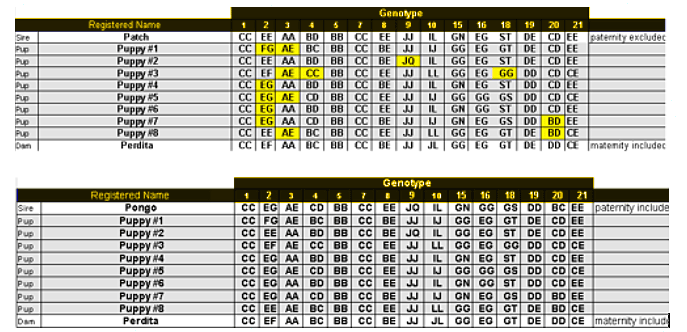 Genotype
Registered Name 1 2 3 4 5 7 8 9 10 15 16 18 19 20 21
Sire Patch CC EE AA BD BB CC EE JJ IL GN EG ST DE CD EE paternity excluded
Pup Puppy #1 CC FG AE BC BB CC BE JJ IJ GG EG GT DE CD EE
Pup Puppy #2 CC EE AA BD BB CC BE JO IL GG EG ST DE CD EE
Pup Puppy #3 CC EF AE CC BB CC EE JJ LL GG EG GG DD CD CE
Pup Puppy #4 CC EG AA BD BB CC EE JJ IL GN EG ST DE CD EE
Pup Puppy #5 CC EG AE CD BB CC EE JJ IJ GG GG GS DD CD CE
Pup Puppy #6 CC EG AA BD BB CC EE JJ IL GN GG ST DD CD EE
Pup Puppy #7 CC EG AA CD BB CC BE JJ IJ GN EG GS DD BD EE
Pup Puppy #8 CC EE AE BC BB CC BE JJ LL GG EG GT DE BD CE
Dam Perdita CC EF AA BC BB CC BE JJ JL GG EG GT DE DD CE maternity included
Genotype
Registered Name 1 2 3 4 5 7 8 9 10 15 16 18 19 20 21
Sire Pongo CC EG AE CD BB CC EE JO IL GN GG GS DD BC EE paternity include
Pup Puppy #1 CC FG AE BC BB CC BE JJ IJ GG EG GT DE CD EE
Pup Puppy #2 CC EE AA BD BB CC BE JO IL GG EG ST DE CD EE
Pup Puppy #3 CC EF AE CC BB CC EE JJ LL GG EG GG DD CD CE
Pup Puppy #4 CC EG AA BD BB CC EE JJ IL GN EG ST DE CD EE
Pup Puppy #5 CC EG AE CD BB CC EE JJ IJ GG GG GS DD CD CE
Pup Puppy #6 CC EG AA BD BB CC EE JJ IL GN GG ST DD CD EE
Pup Puppy #7 CC EG AA CD BB CC BE JJ IJ GN EG GS DD BD EE
Pup Puppy #8 CC EE AE BC BB CC BE JJ LL GG EG GT DE BD CE
Dam Perdita CC EF AA BC BB CC BE JJ JL GG EG GT DE DD CE maternity includ